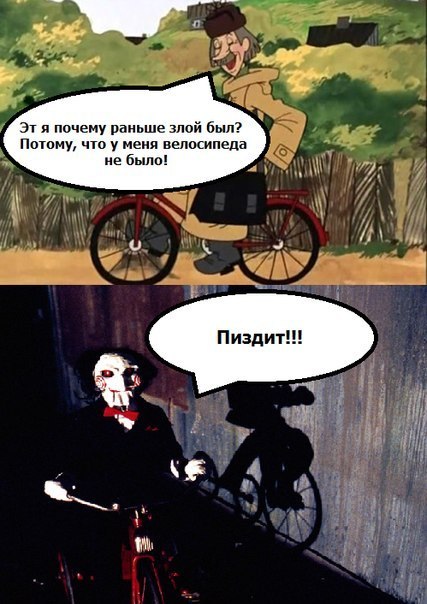 Эт я почему раньше злой был?
Потому, что у меня велосипеда
не было!
Пиздит!!!